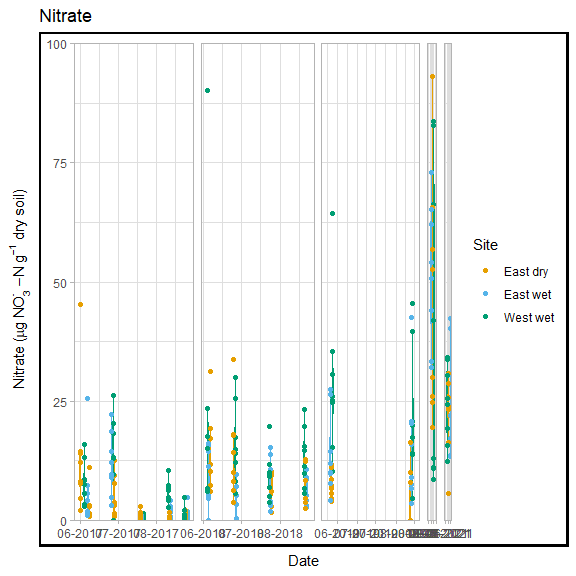 Nitrate
100
75
50
25
0
Nitrate (µg NO₃⁻ −N g⁻¹ dry soil)
06-2017 07-2017 08-2017 06-2018 07-2018 08-2018
Date
Site
East dry
East wet
West wet